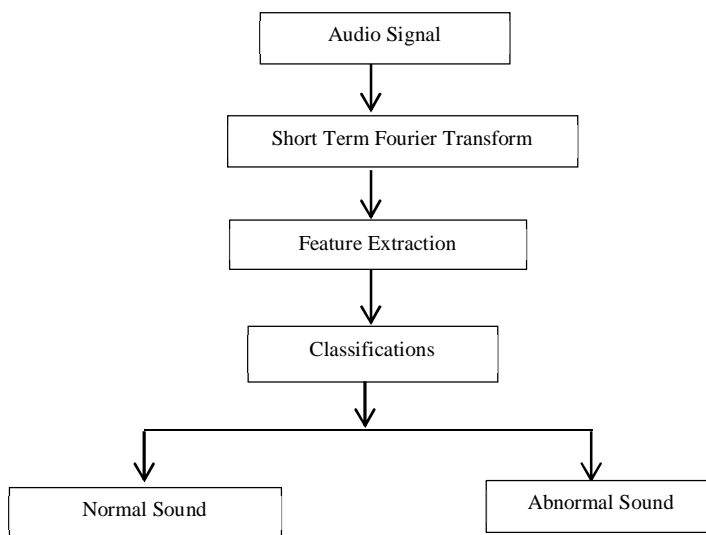 Audio Signal
Short Term Fourier Transform
Feature Extraction
Classifications
Normal Sound
Abnormal Sound